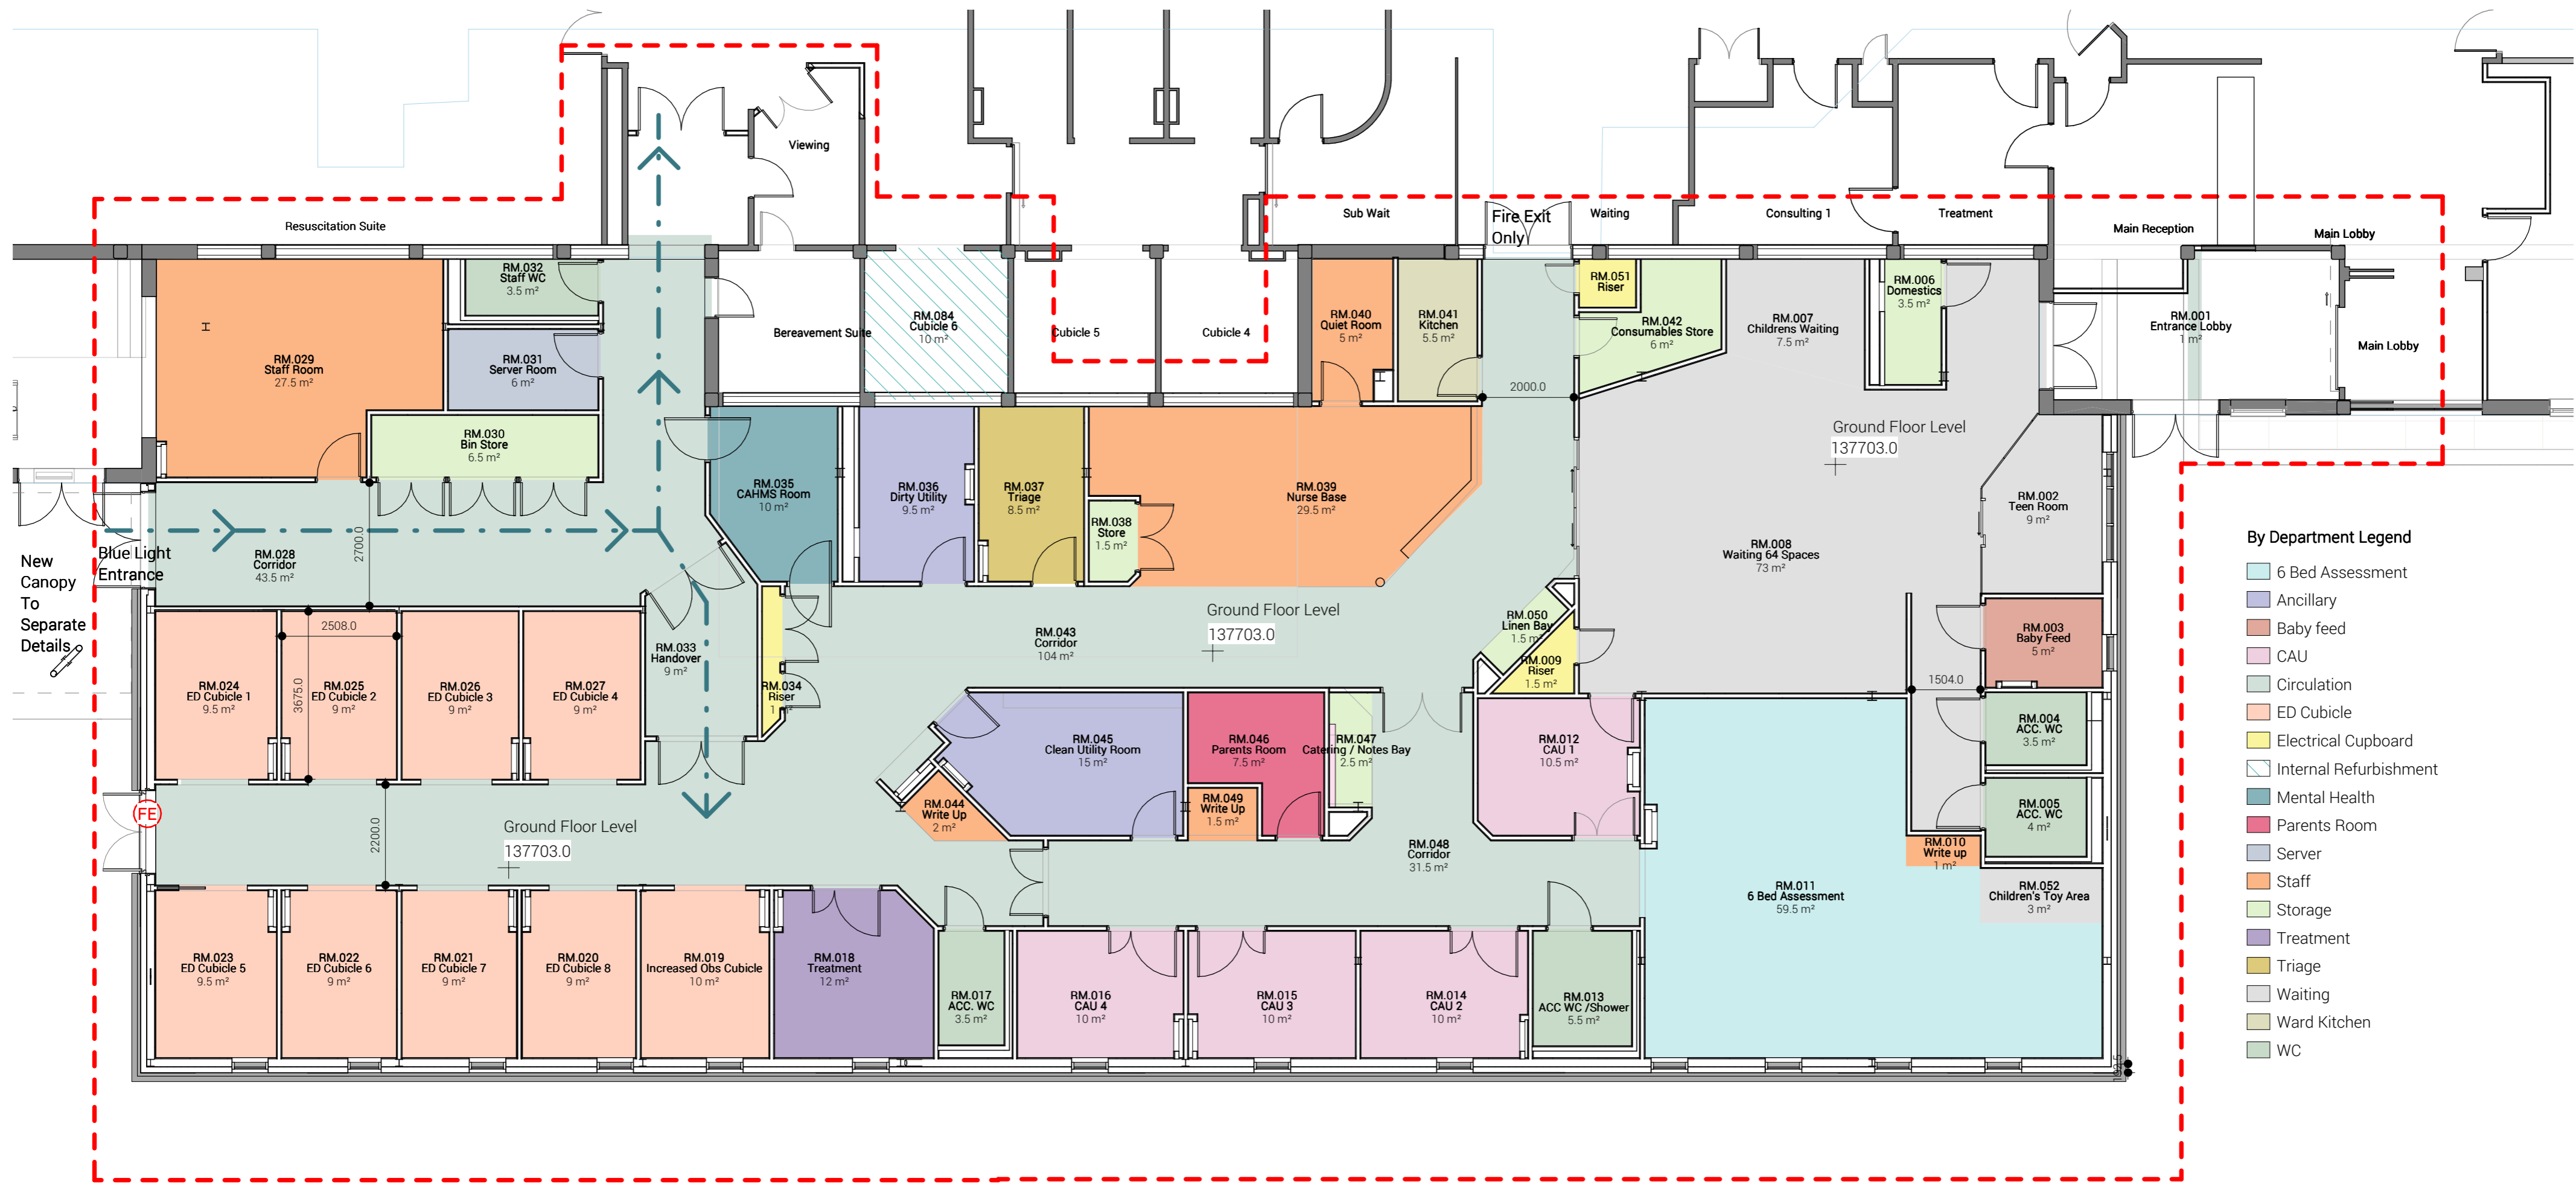 Viewing
Resuscitation Suite
Sub Wait
Fire Exit
Only
Waiting
Consulting 1
Treatment
Main Reception
Main Lobby
RM.032
Staff WC
3.5 m²
RM.029
Staff Room
27.5 m²
RM.031
Server Room
6 m²
RM.030
Bin Store
6.5 m²
Bereavement Suite
RM.084
Cubicle 6
10 m²
Cubicle 5
Cubicle 4
RM.040
Quiet Room
5 m²
RM.041
Kitchen
5.5 m²
RM.051
Riser
RM.042
Consumables Store
6 m²
RM.007
Childrens Waiting
7.5 m²
RM.006
Domestics
3.5 m²
RM.001
Entrance Lobby
1 m²
Main Lobby
2000.0
Ground Floor Level
137703.0
RM.035
CAHMS Room
10 m²
RM.036
Dirty Utility
9.5 m²
RM.037
Triage
8.5 m²
RM.038
Store
1.5 m²
RM.039
Nurse Base
29.5 m²
RM.002
Teen Room
9 m²
RM.008
Waiting 64 Spaces
73 m²
New
Canopy
To
Separate
Details
Blue Light
Entrance
RM.028
Corridor
43.5 m²
2700.0
2508.0
3675.0
RM.024
ED Cubicle 1
9.5 m²
RM.025
ED Cubicle 2
9 m²
RM.026
ED Cubicle 3
9 m²
RM.027
ED Cubicle 4
9 m²
RM.033
Handover
9 m²
RM.034
Riser
RM.043
Corridor
104 m²
Ground Floor Level
137703.0
RM.050
Linen Bay
1.5 m²
RM.009
Riser
1.5 m²
RM.003
Baby Feed
5 m²
1504.0
RM.004
ACC. WC
3.5 m²
RM.005
ACC. WC
4 m²
RM.045
Clean Utility Room
15 m²
RM.046
Parents Room
7.5 m²
RM.047
Catering / Notes Bay
2.5 m²
RM.012
CAU 1
10.5 m²
RM.044
Write Up
2 m²
RM.049
Write Up
1.5 m²
FE
2200.0
Ground Floor Level
137703.0
RM.048
Corridor
31.5 m²
RM.010
Write up
1 m²
RM.011
6 Bed Assessment
59.5 m²
RM.052
Children's Toy Area
3 m²
RM.023
ED Cubicle 5
9.5 m²
RM.022
ED Cubicle 6
9 m²
RM.021
ED Cubicle 7
9 m²
RM.020
ED Cubicle 8
9 m²
RM.019
Increased Obs Cubicle
10 m²
RM.018
Treatment
12 m²
RM.017
ACC. WC
3.5 m²
RM.016
CAU 4
10 m²
RM.015
CAU 3
10 m²
RM.014
CAU 2
10 m²
RM.013
ACC WC /Shower
5.5 m²
By Department Legend
6 Bed Assessment
Ancillary
Baby feed
CAU
Circulation
ED Cubicle
Electrical Cupboard
Internal Refurbishment
Mental Health
Parents Room
Server
Staff
Storage
Treatment
Triage
Waiting
Ward Kitchen
WC